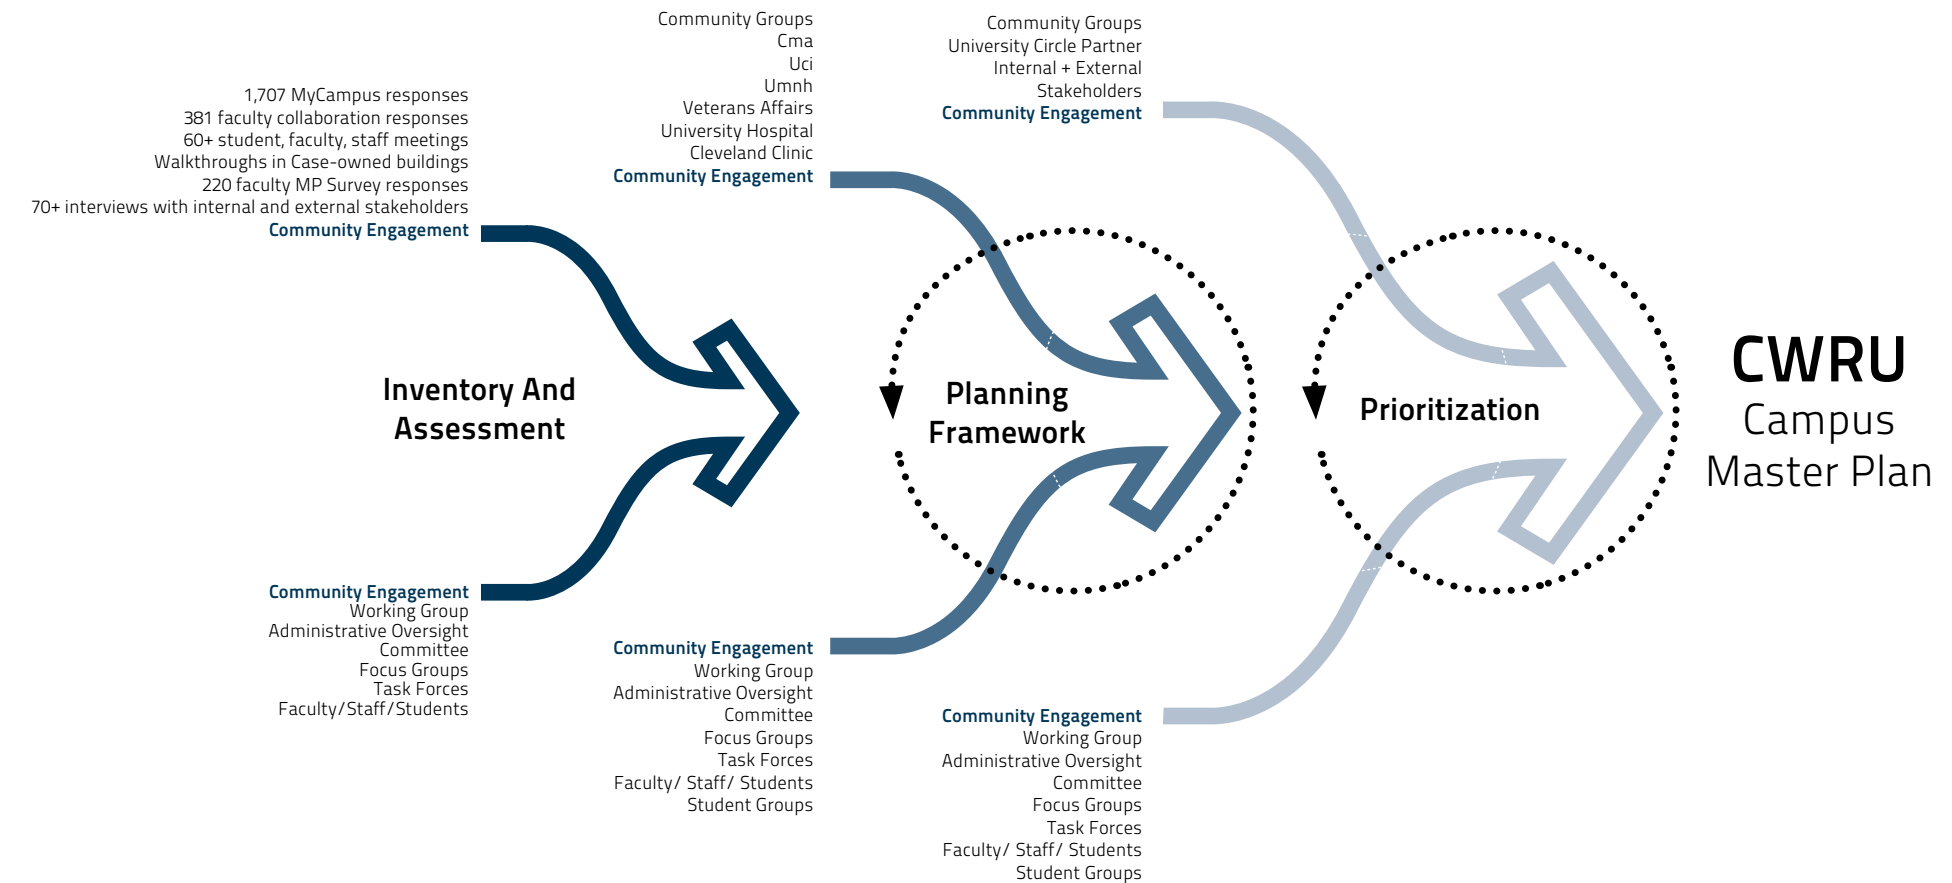 1,707 MyCampus responses
381 faculty collaboration responses
60+ student, faculty, staff meetings
Walkthroughs in Case-owned buildings
220 faculty MP Survey responses
70+ interviews with internal and external stakeholders
Community Engagement
Inventory And
Assessment
Community Engagement
Working Group
Administrative Oversight
Committee
Focus Groups
Task Forces
Faculty/Staff/Students
Community Groups
Cma
Uci
Umnh
Veterans Affairs
University Hospital
Cleveland Clinic
Community Engagement
Planning
Framework
Community Engagement
Working Group
Administrative Oversight
Committee
Focus Groups
Task Forces
Faculty/ Staff/ Students
Student Groups
Community Groups
University Circle Partner
Internal + External
Stakeholders
Community Engagement
Prioritization
Community Engagement
Working Group
Administrative Oversight
Committee
Focus Groups
Task Forces
Faculty/ Staff/ Students
Student Groups
CWRU
Campus
Master Plan